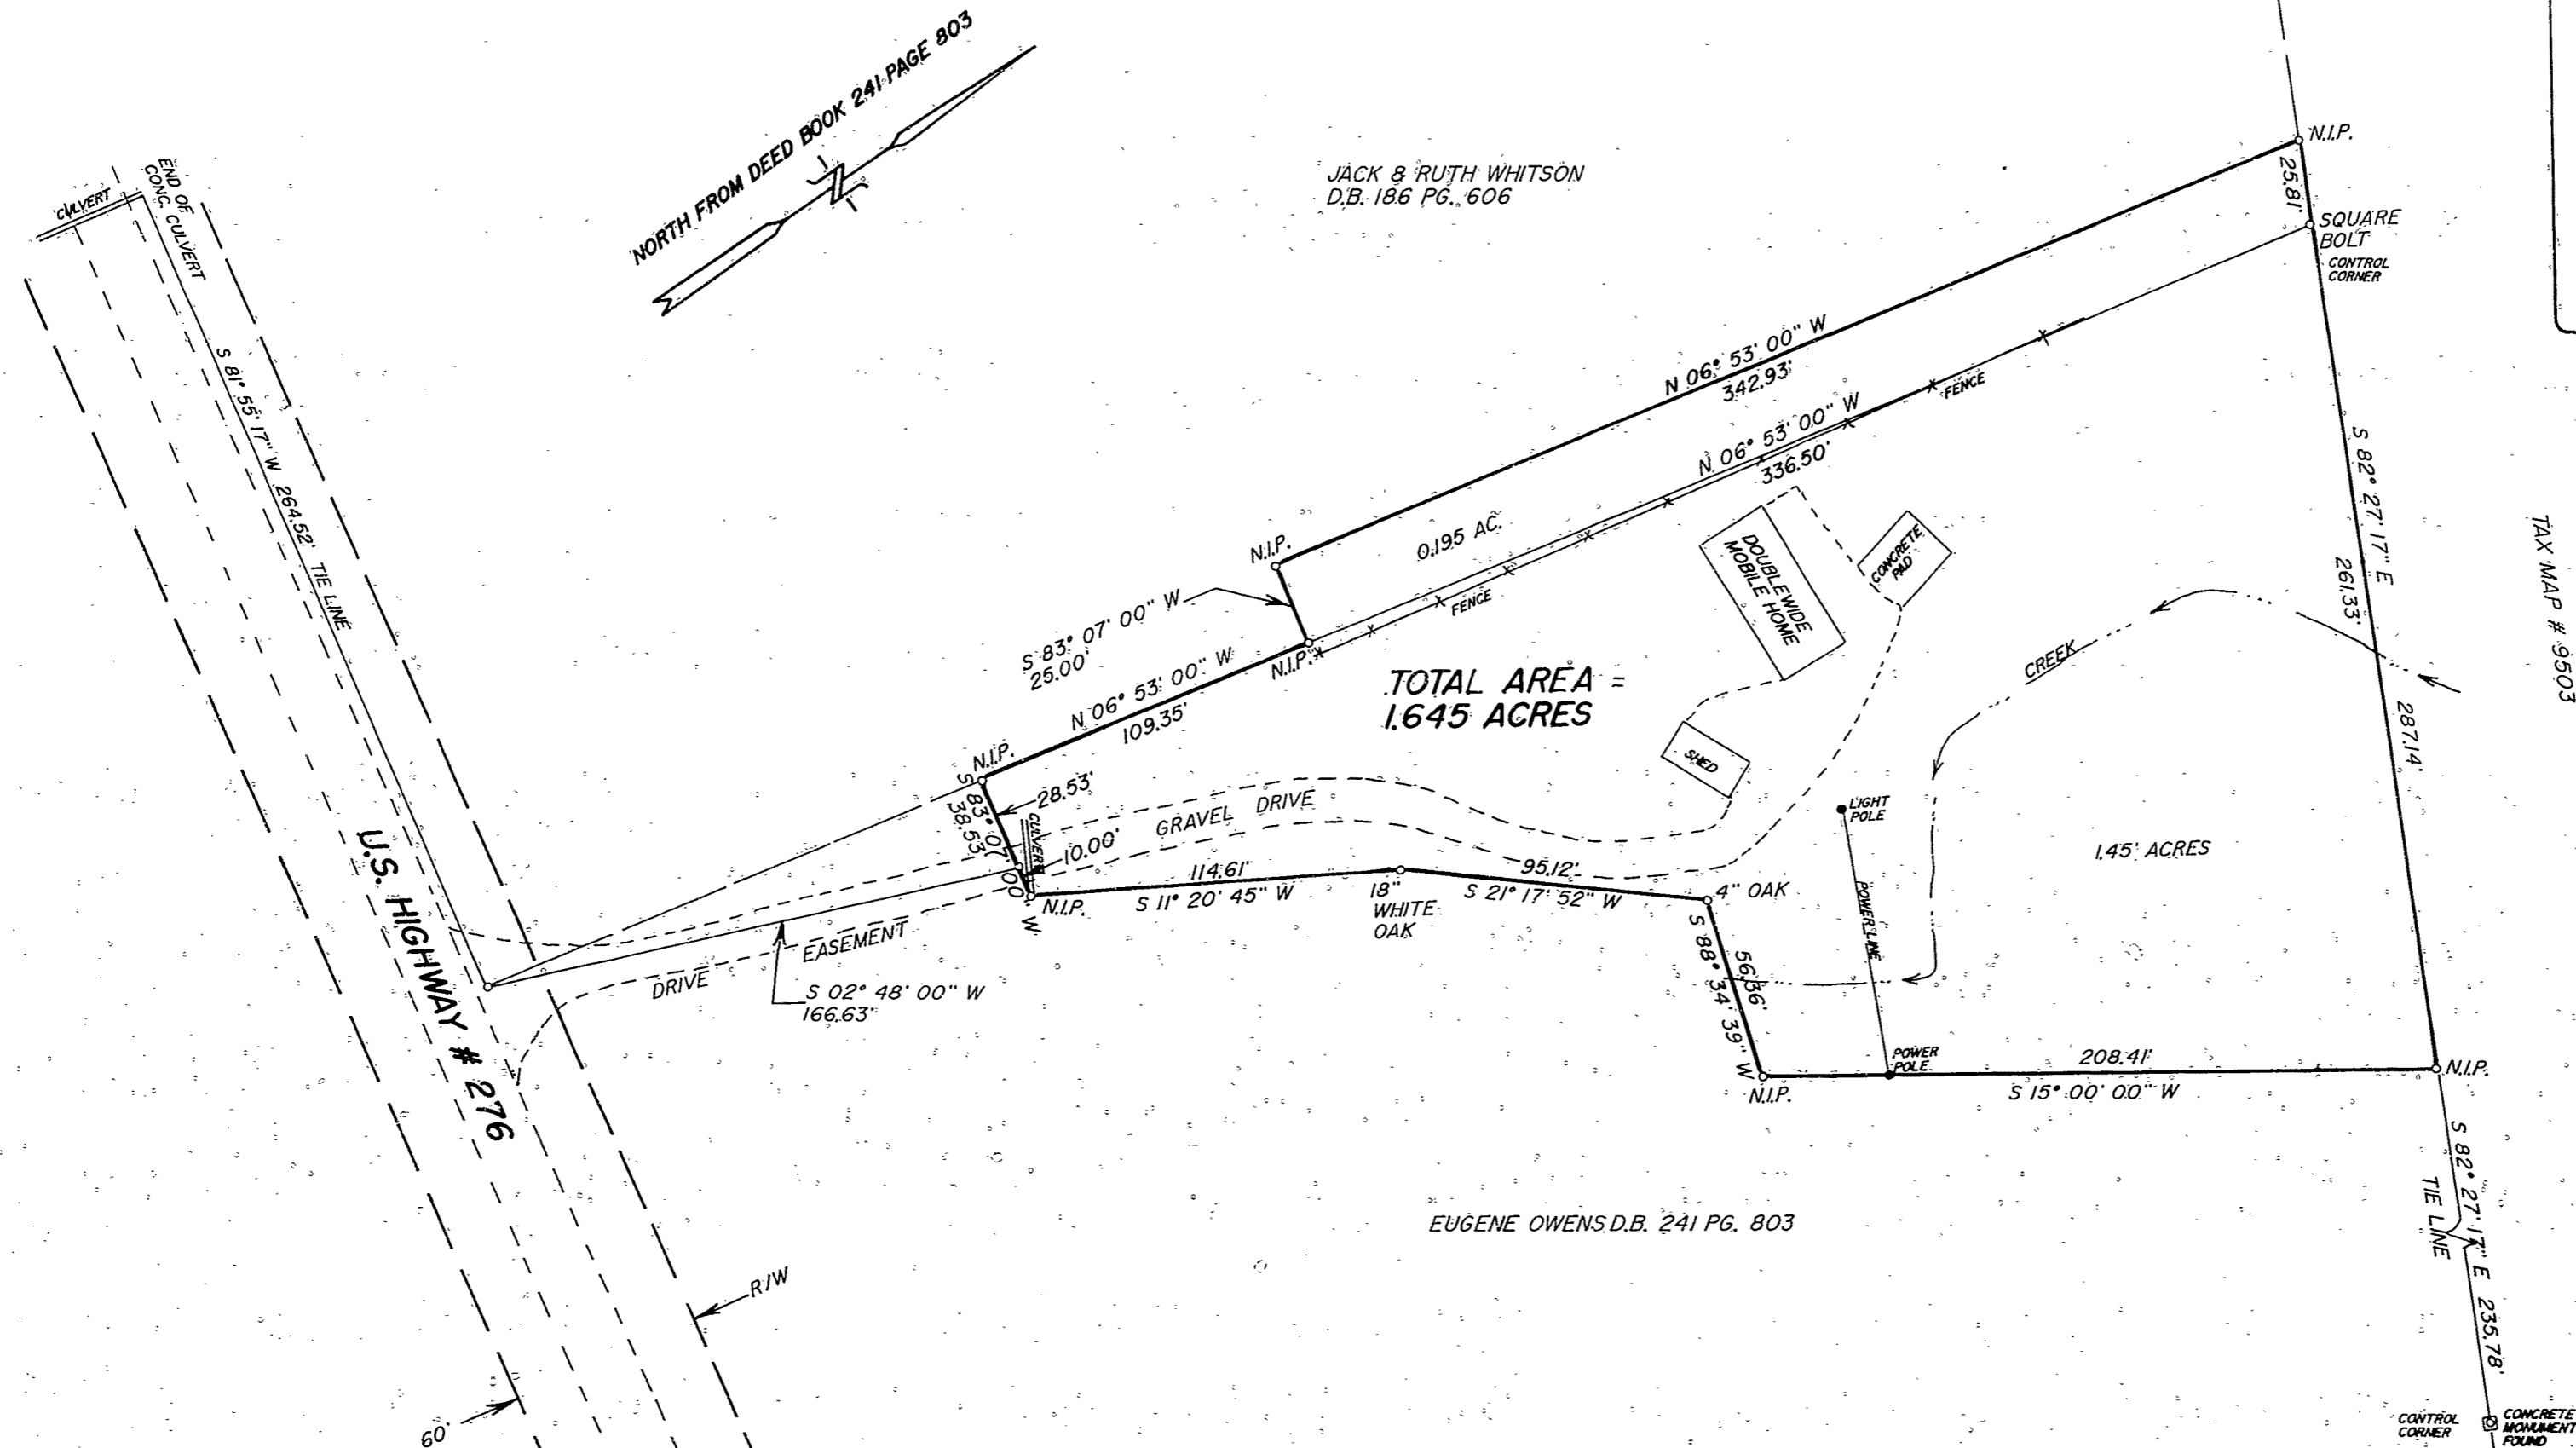 NORTH FROM DEED BOOK 241 PAGE 803
N
CULVERT
END OF
CONC. CULVERT
S 81° 55' 17" W 264.52' TIE LINE
U.S. HIGHWAY # 276
60'
R/W
JACK & RUTH WHITSON
D.B. 186 PG. 606
N.I.P.
25.81'
SQUARE
BOLT
CONTROL
CORNER
N 06° 53' 00" W
342.93'
N 06° 53' 00" W
336.50'
FENCE
N.I.P.
0.195 AC.
FENCE
S 83° 07' 00" W
25.00'
N.I.P.
N 06° 53' 00" W
109.35'
N.I.P.
S 83° 07' 00" W
38.53'
28.53'
CULVERT
10.00'
GRAVEL DRIVE
DOUBLEWIDE
MOBILE HOME
CONCRETE
PAD
SHED
TOTAL AREA =
1.645 ACRES
CREEK
S 82° 27' 17" E
261.33'
287.14'
TAX MAP # 9503
LIGHT
POLE
POWER LINE
1.45 ACRES
N.I.P.
114.61'
S 11° 20' 45" W
18"
WHITE
OAK
95.12'
S 21° 17' 52" W
4" OAK
56.36'
S 88° 34' 39" W
DRIVE EASEMENT
S 02° 48' 00" W
166.63'
N.I.P.
POWER
POLE
208.41'
S 15° 00' 00" W
N.I.P.
EUGENE OWENS D.B. 241 PG. 803
S 82° 27' 17" E 235.78'
TIE LINE
CONTROL
CORNER
CONCRETE
MONUMENT
FOUND